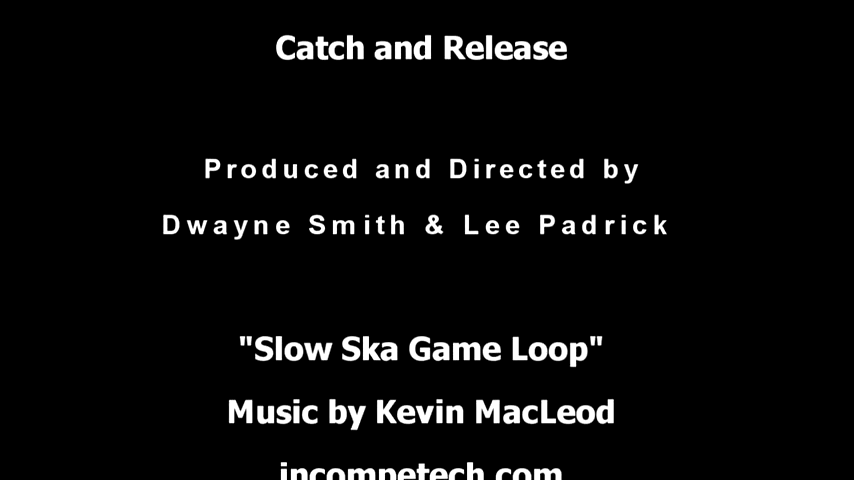 Catch and Release
Produced and Directed by
Dwayne Smith & Lee Padrick
"Slow Ska Game Loop"
Music by Kevin MacLeod
incompetech.com